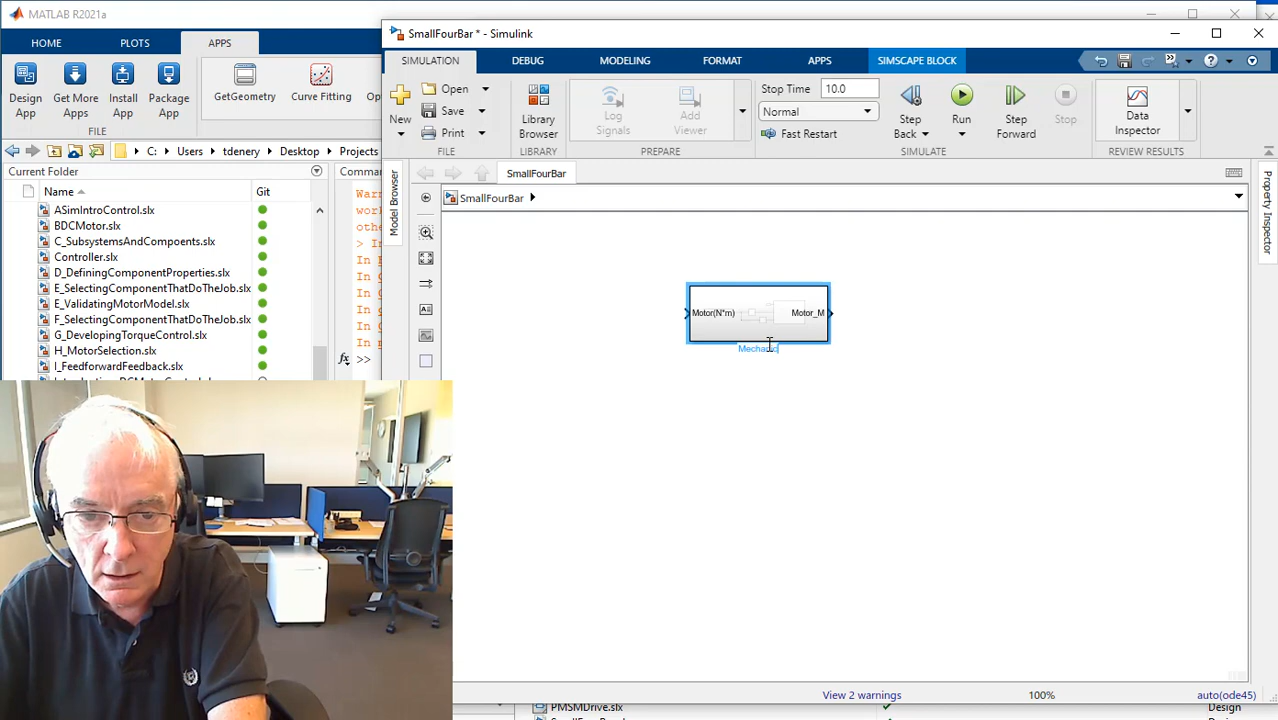 MATLAB R2021a
HOME
PLOTS
APPS
Design
App
Get More
Apps
Install
App
Package
App
GetGeometry
Curve Fitting
FILE
C: Users tdenery Desktop Projects
Current Folder
Name
Git
ASimIntroControl.slx
BDCMotor.slx
C_SubsystemsAndCompoents.slx
Controller.slx
D_DefiningComponentProperties.slx
E_SelectingComponentThatDoTheJob.slx
E_ValidatingMotorModel.slx
F_SelectingComponentThatDoTheJob.slx
G_DevelopingTorqueControl.slx
H_MotorSelection.slx
I_FeedforwardFeedback.slx
fx >>
SmallFourBar * - Simulink
SIMULATION
DEBUG
MODELING
FORMAT
APPS
SIMSCAPE BLOCK
New
Open
Save
Print
FILE
Library
Browser
LIBRARY
Log
Signals
Add
Viewer
PREPARE
Stop Time 10.0
Normal
Fast Restart
Step
Back
Run
Step
Forward
Stop
SIMULATE
Data
Inspector
REVIEW RESULTS
Model Browser
SmallFourBar
SmallFourBar
Property Inspector
Motor(N*m)
Motor_M
View 2 warnings
100%
auto(ode45)
PMSMDrive.slx
Design